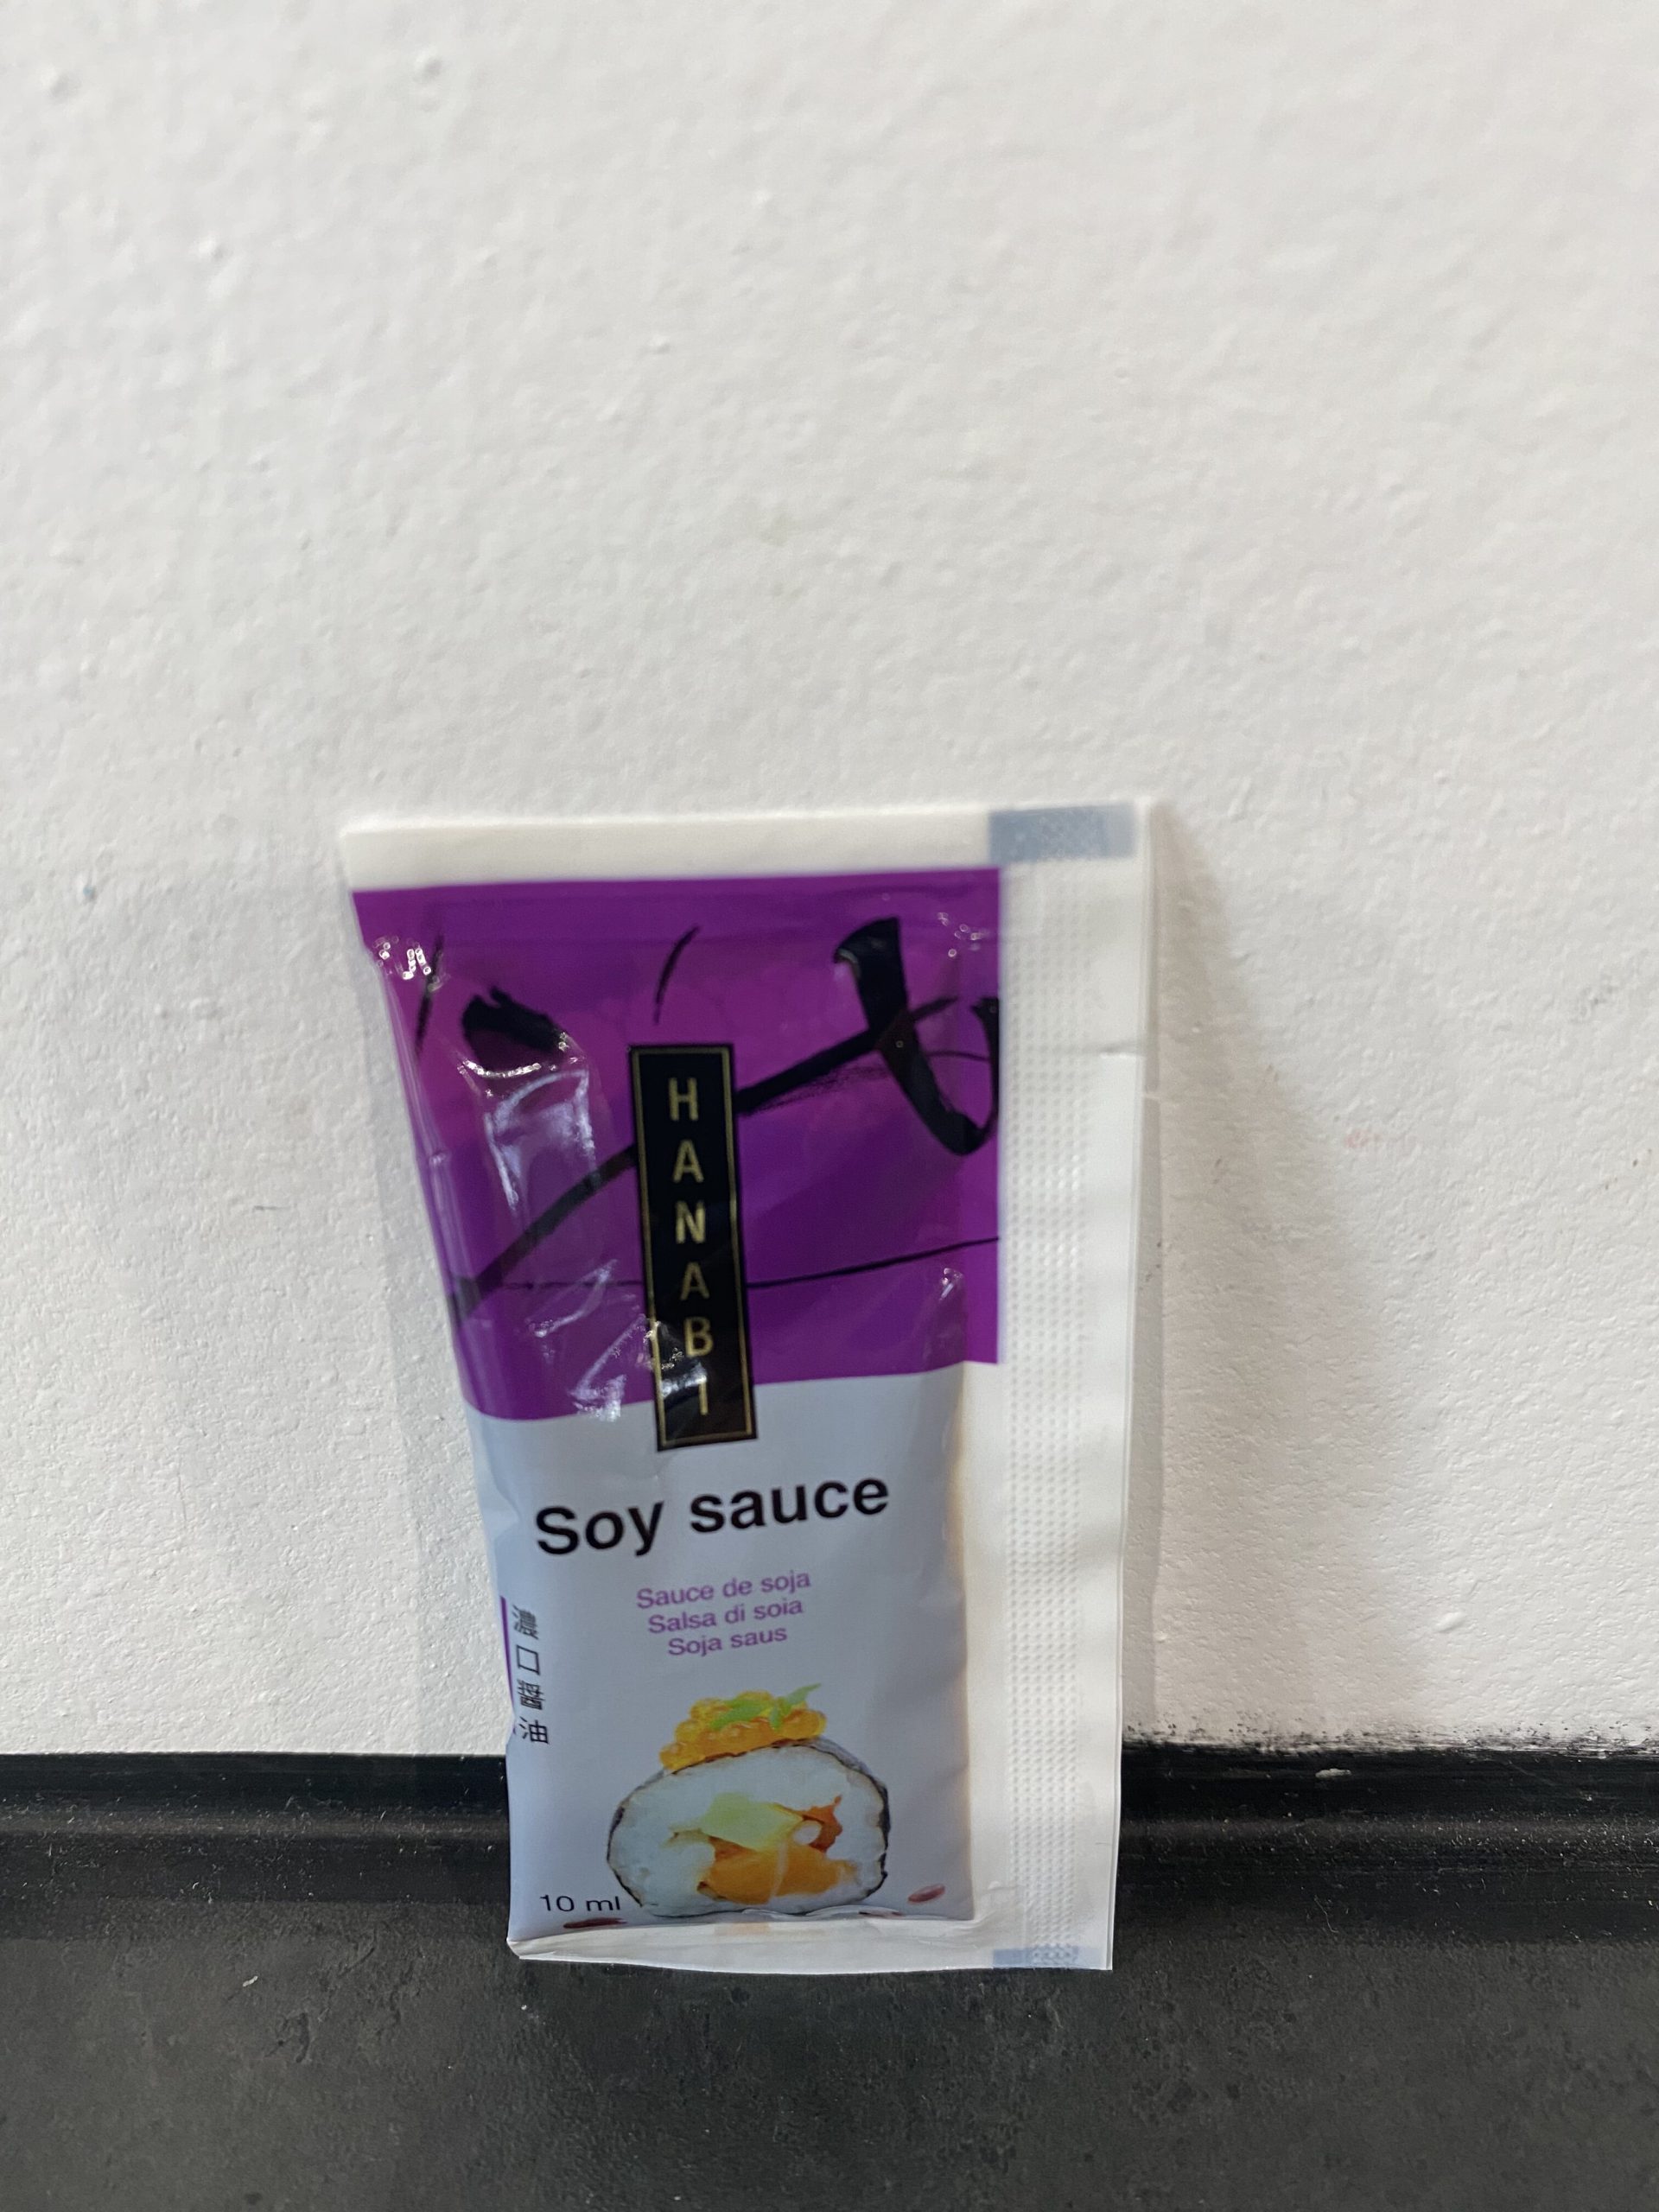 HANABI
Soy sauce
Sauce de soja
Salsa di soia
Soja saus
濃口醤油
10 ml